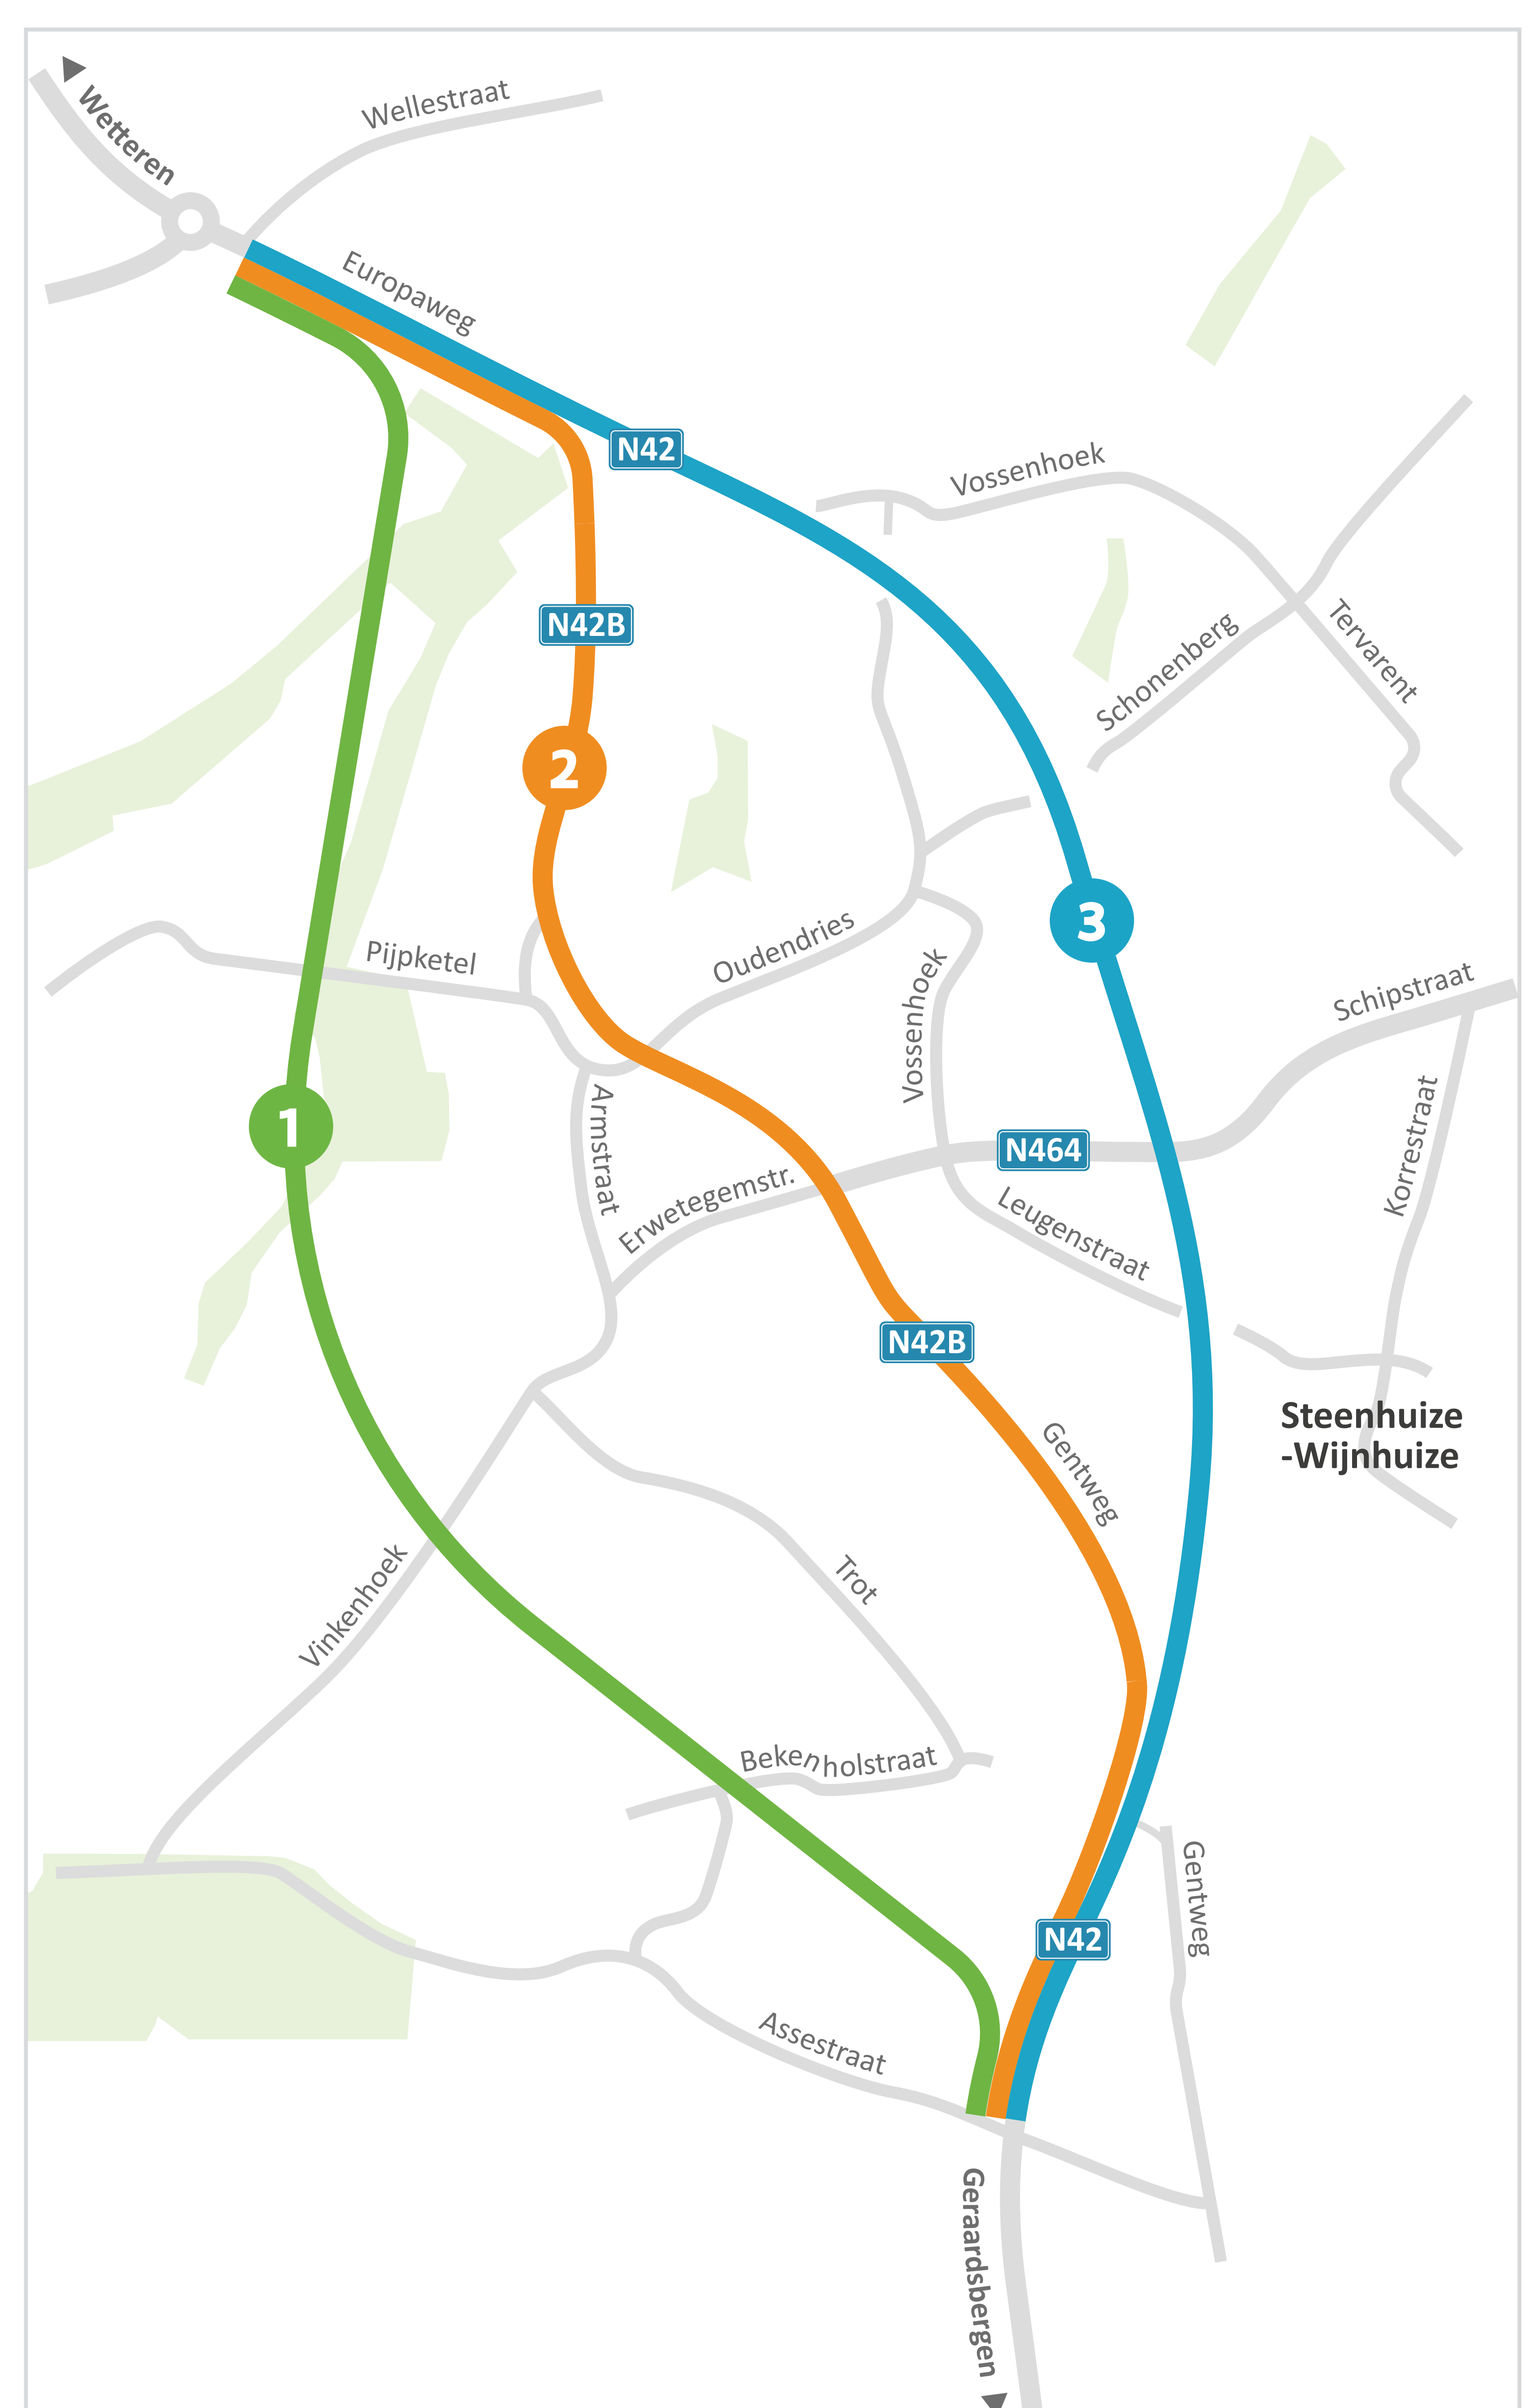 Wetteren
Wellestraat
Europaweg
N42
Vossenhoek
N42B
Schonenberg
Tervarent
2
3
Pijpketel
Oudendries
Vossenhoek
Schipstraat
1
Armstraat
N464
Korrestraat
Erwetegemstr.
Leugenstraat
N42B
Steenhuize
-Wijnhuize
Gentweg
Trot
Vinkenhoek
Bekenholstraat
Gentweg
N42
Assestraat
Geraardsbergen